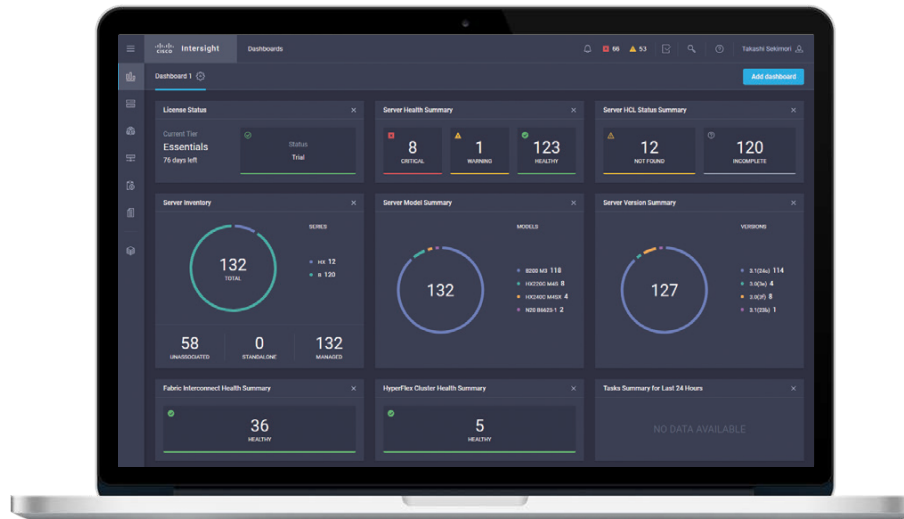 CISCO Intersight Dashboards 66 53 Takashi Sekimori
Dashboard 1 Add dashboard
License Status
Current Tier
Essentials
76 days left
Status
Trial
Server Health Summary
8 1 123
CRITICAL WARNING HEALTHY
Server HCL Status Summary
12 120
NOT FOUND INCOMPLETE
Server Inventory
132
TOTAL
SERIES
HX 12
B 120
58 0 132
UNASSOCIATED STANDALONE MANAGED
Server Model Summary
132
MODELS
B200 M3 118
HX220C M4S 8
HX240C M4SX 4
N20 B6620-1 2
Server Version Summary
127
VERSIONS
3.1(24a) 114
3.0(3e) 4
3.0(3f) 8
3.1(23b) 1
Fabric Interconnect Health Summary
36
HEALTHY
HyperFlex Cluster Health Summary
5
HEALTHY
Tasks Summary for Last 24 Hours
NO DATA AVAILABLE